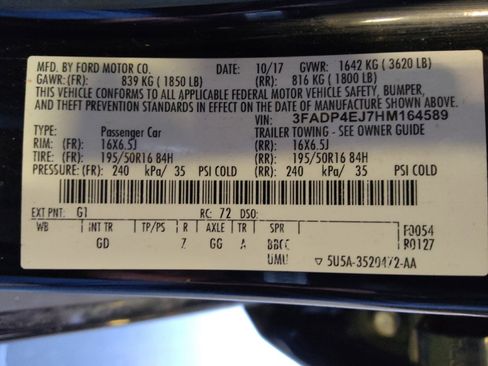 MFD. BY FORD MOTOR CO. DATE: 10/17 GVWR: 1642 KG ( 3620 LB)
GAWR: (FR): 839 KG ( 1850 LB) (RR): 816 KG ( 1800 LB)
THIS VEHICLE CONFORMS TO ALL APPLICABLE FEDERAL MOTOR VEHICLE SAFETY, BUMPER,
AND THEFT PREVENTION STANDARDS IN EFFECT ON THE DATE OF MANUFACTURE SHOWN ABOVE.
VIN: 3FADP4EJ7HM164589
TYPE: Passenger Car TRAILER TOWING - SEE OWNER GUIDE
RIM: (FR): 16X6.5J (RR): 16X6.5J
TIRE: (FR): 195/50R16 84H (RR): 195/50R16 84H
PRESSURE: (FR): 240 kPa/ 35 PSI COLD (RR): 240 kPa/ 35 PSI COLD
EXT PNT: G1 RC: 72 DSO:
WB INT TR TP/PS R AXLE TR SPR F0054
GD Z GG A R0127
UMU ▽ 5U5A-3520472-AA